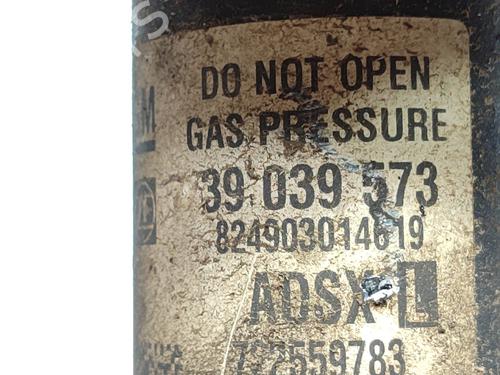 DO NOT OPEN
GAS PRESSURE
39 039 573
824903014619
ADSX L